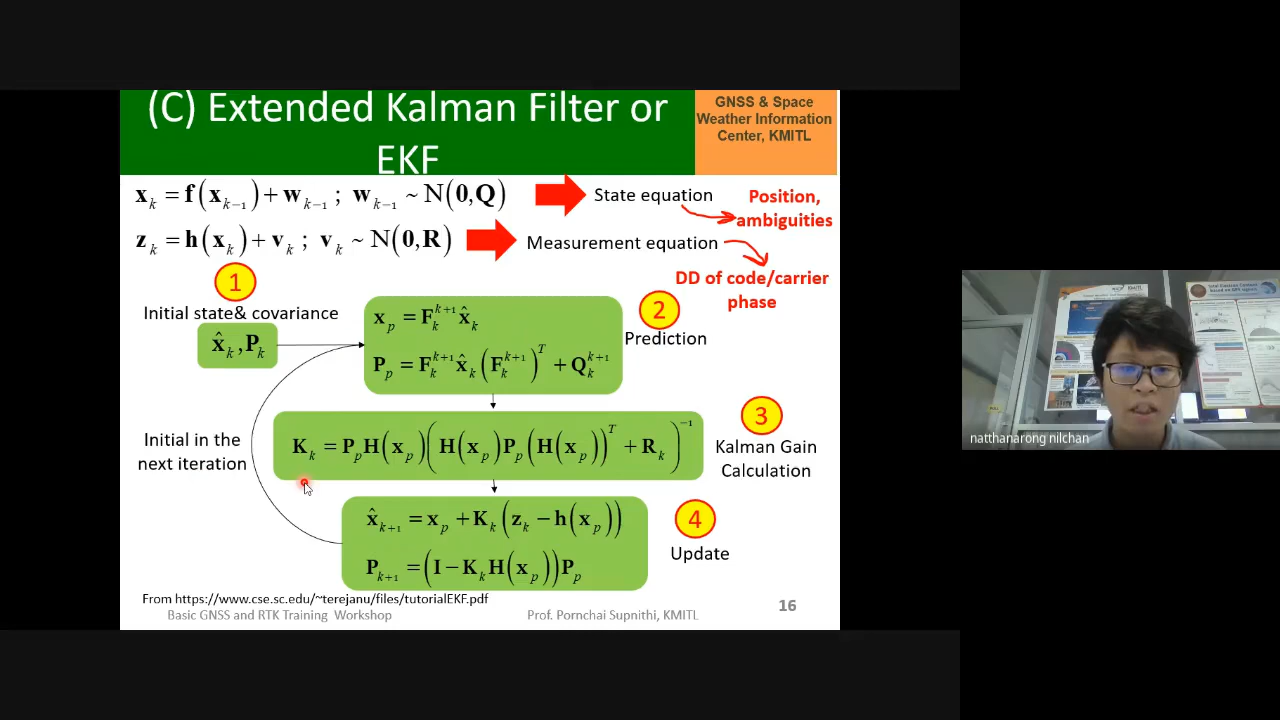 (C) Extended Kalman Filter or
EKF
GNSS & Space
Weather Information
Center, KMITL
x_k = f(x_{k-1}) + w_{k-1} ; w_{k-1} ~ N(0,Q)
State equation
Position,
ambiguities
z_k = h(x_k) + v_k ; v_k ~ N(0,R)
Measurement equation
DD of code/carrier
phase
1
Initial state& covariance
x̂_k, P_k
x_p = F_k^{k+1} x̂_k
P_p = F_k^{k+1} x̂_k (F_k^{k+1})^T + Q_k^{k+1}
2
Prediction
Initial in the
next iteration
K_k = P_p H(x_p) (H(x_p) P_p (H(x_p))^T + R_k)^{-1}
3
Kalman Gain
Calculation
x̂_{k+1} = x_p + K_k (z_k − h(x_p))
P_{k+1} = (I − K_k H(x_p)) P_p
4
Update
From https://www.cse.sc.edu/~terejanu/files/tutorialEKF.pdf
Basic GNSS and RTK Training Workshop
Prof. Pornchai Supnithi, KMITL
16
natthanarong nilchan